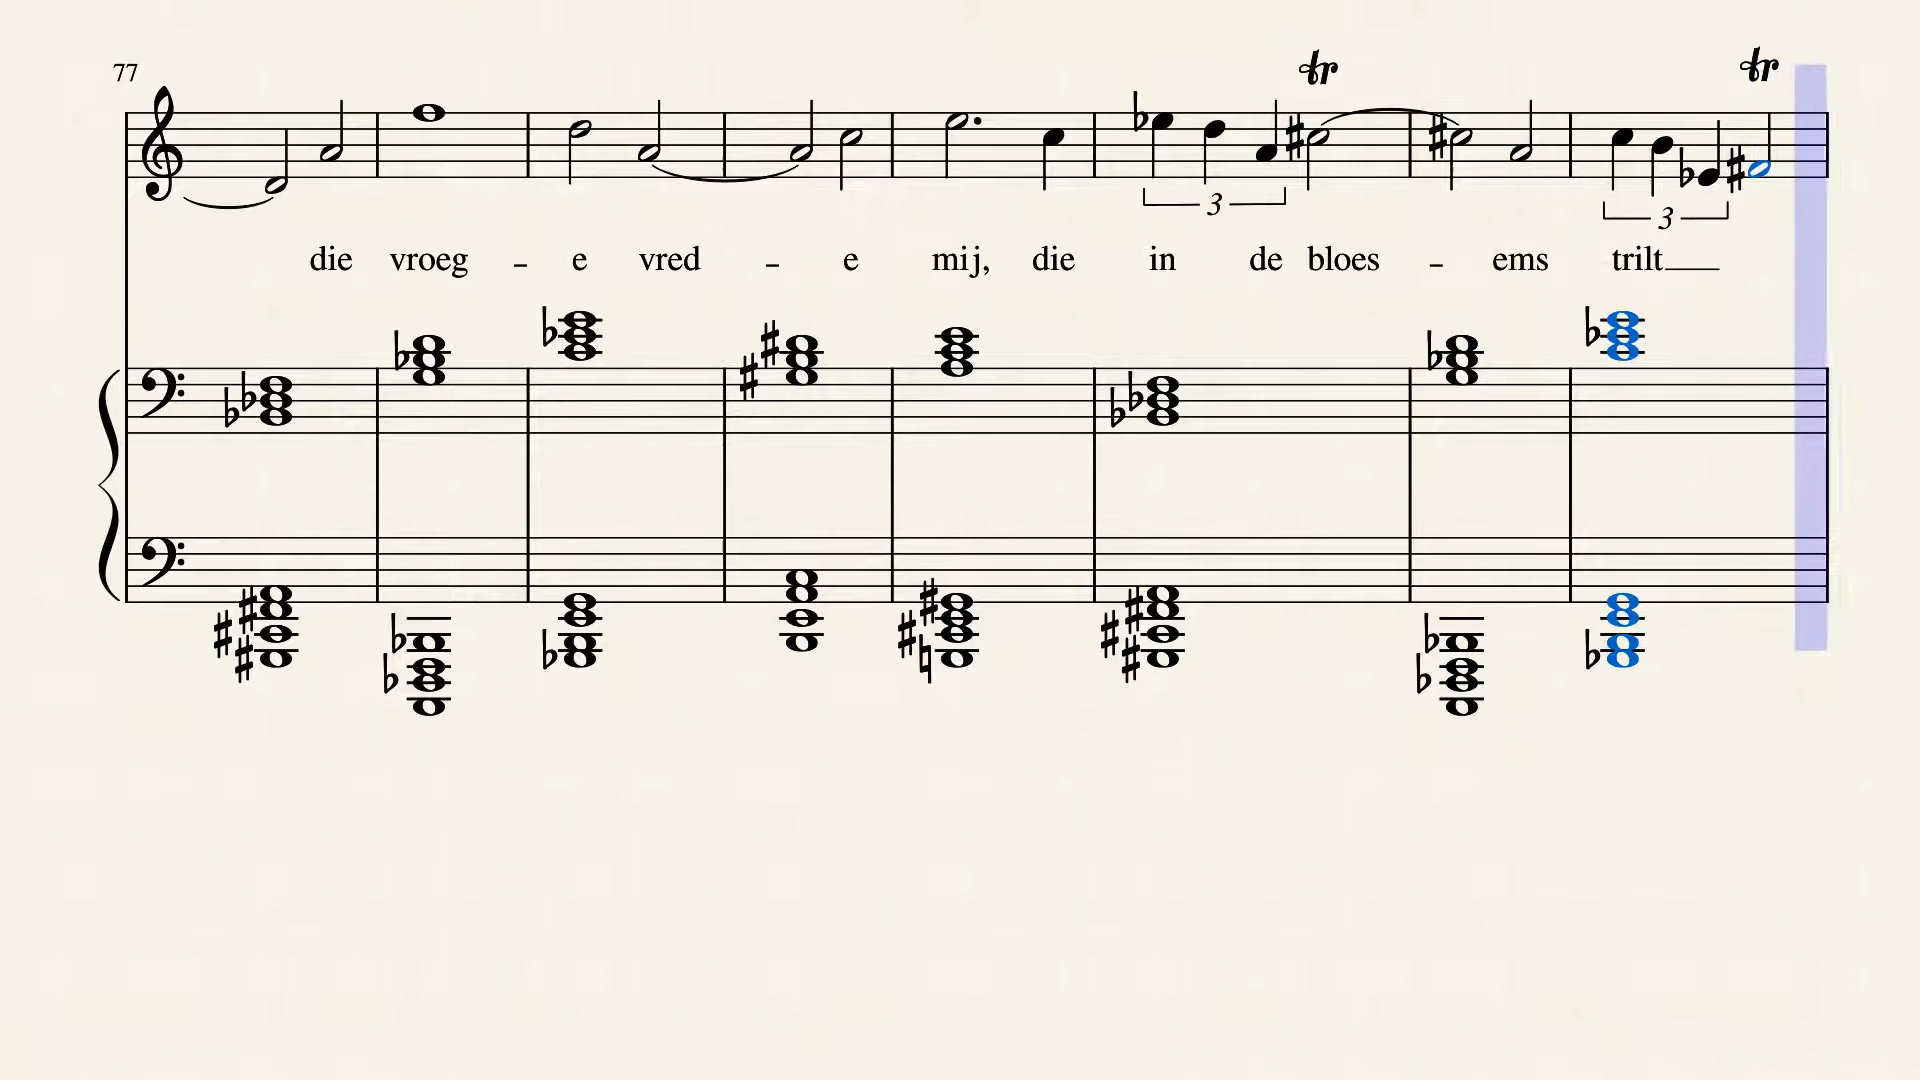 77
tr tr
3 3
die vroeg - e vred - e mij, die in de bloes - ems trilt